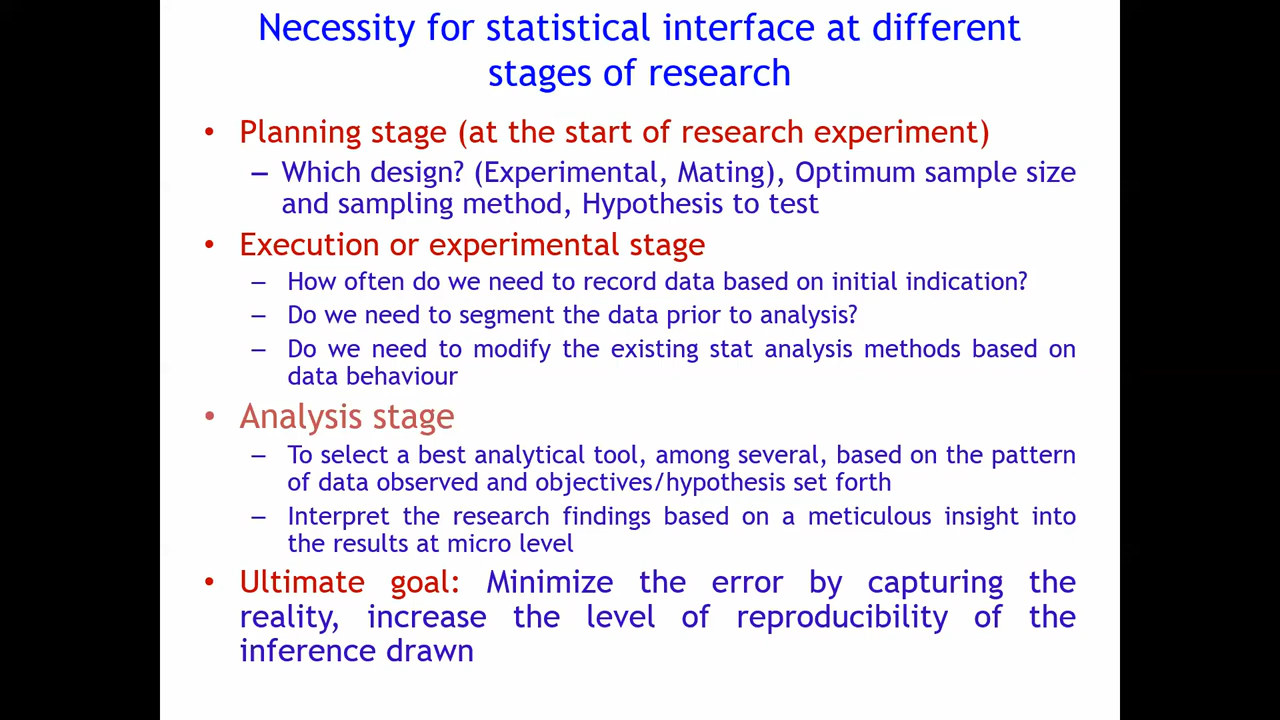 Necessity for statistical interface at different
stages of research
• Planning stage (at the start of research experiment)
– Which design? (Experimental, Mating), Optimum sample size
and sampling method, Hypothesis to test
• Execution or experimental stage
– How often do we need to record data based on initial indication?
– Do we need to segment the data prior to analysis?
– Do we need to modify the existing stat analysis methods based on
data behaviour
• Analysis stage
– To select a best analytical tool, among several, based on the pattern
of data observed and objectives/hypothesis set forth
– Interpret the research findings based on a meticulous insight into
the results at micro level
• Ultimate goal: Minimize the error by capturing the
reality, increase the level of reproducibility of the
inference drawn